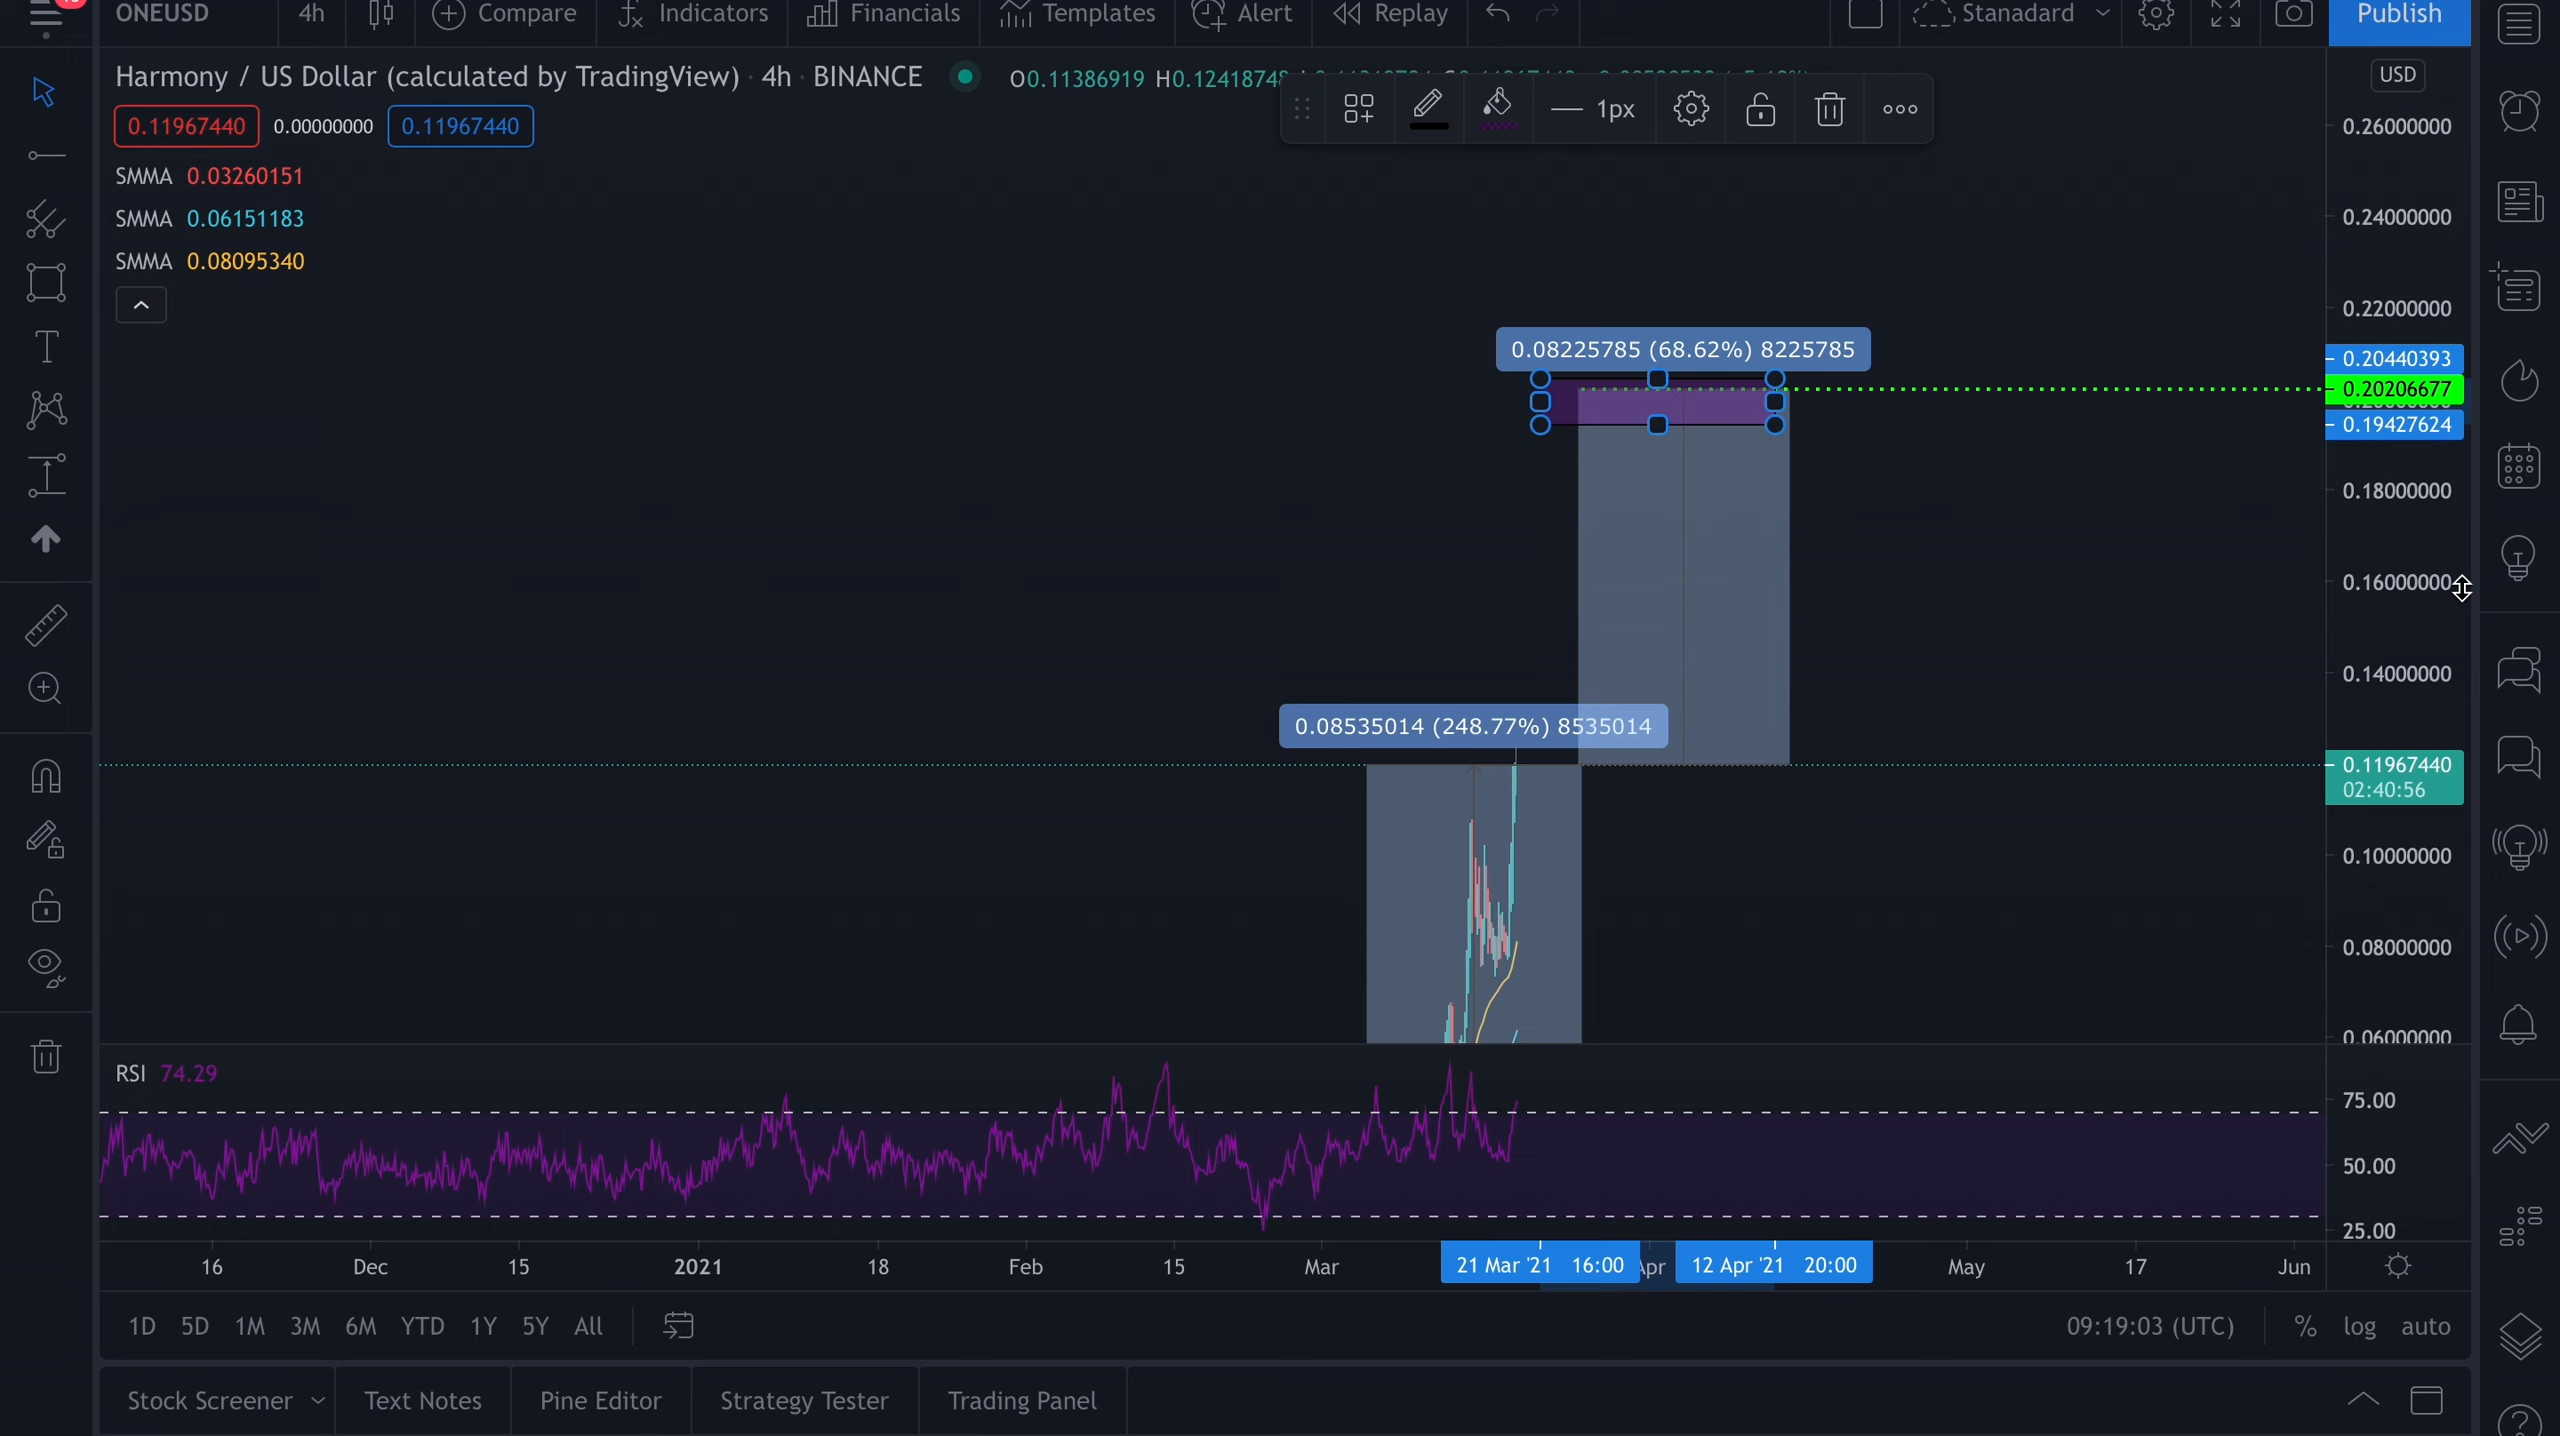 ONEUSD 4h Compare Indicators Financials Templates Alert Replay Stanadard Publish
Harmony / US Dollar (calculated by TradingView) · 4h · BINANCE O0.11386919 H0.12418748
USD
0.11967440 0.00000000 0.11967440
1px
SMMA 0.03260151
SMMA 0.06151183
SMMA 0.08095340
0.26000000
0.24000000
0.22000000
0.08225785 (68.62%) 8225785
0.20440393
0.20206677
0.19427624
0.18000000
0.16000000
0.14000000
0.08535014 (248.77%) 8535014
0.11967440
02:40:56
0.10000000
0.08000000
0.06000000
RSI 74.29
75.00
50.00
25.00
16 Dec 15 2021 18 Feb 15 Mar 21 Mar '21 16:00 Apr 12 Apr '21 20:00 May 17 Jun
1D 5D 1M 3M 6M YTD 1Y 5Y All 09:19:03 (UTC) % log auto
Stock Screener Text Notes Pine Editor Strategy Tester Trading Panel